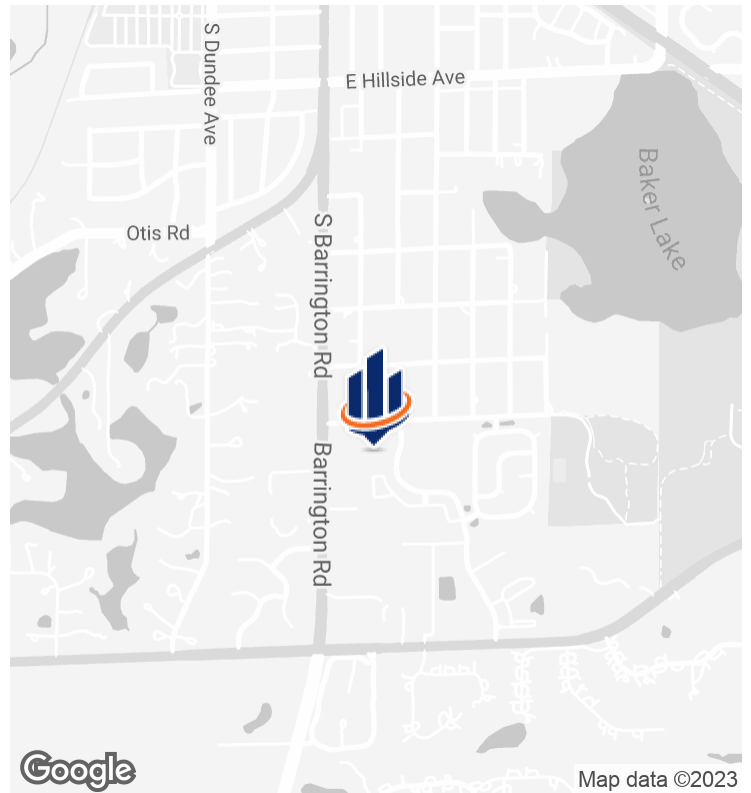 S Dundee Ave
E Hillside Ave
Baker Lake
Otis Rd
S Barrington Rd
Barrington Rd
Google
Map data ©2023